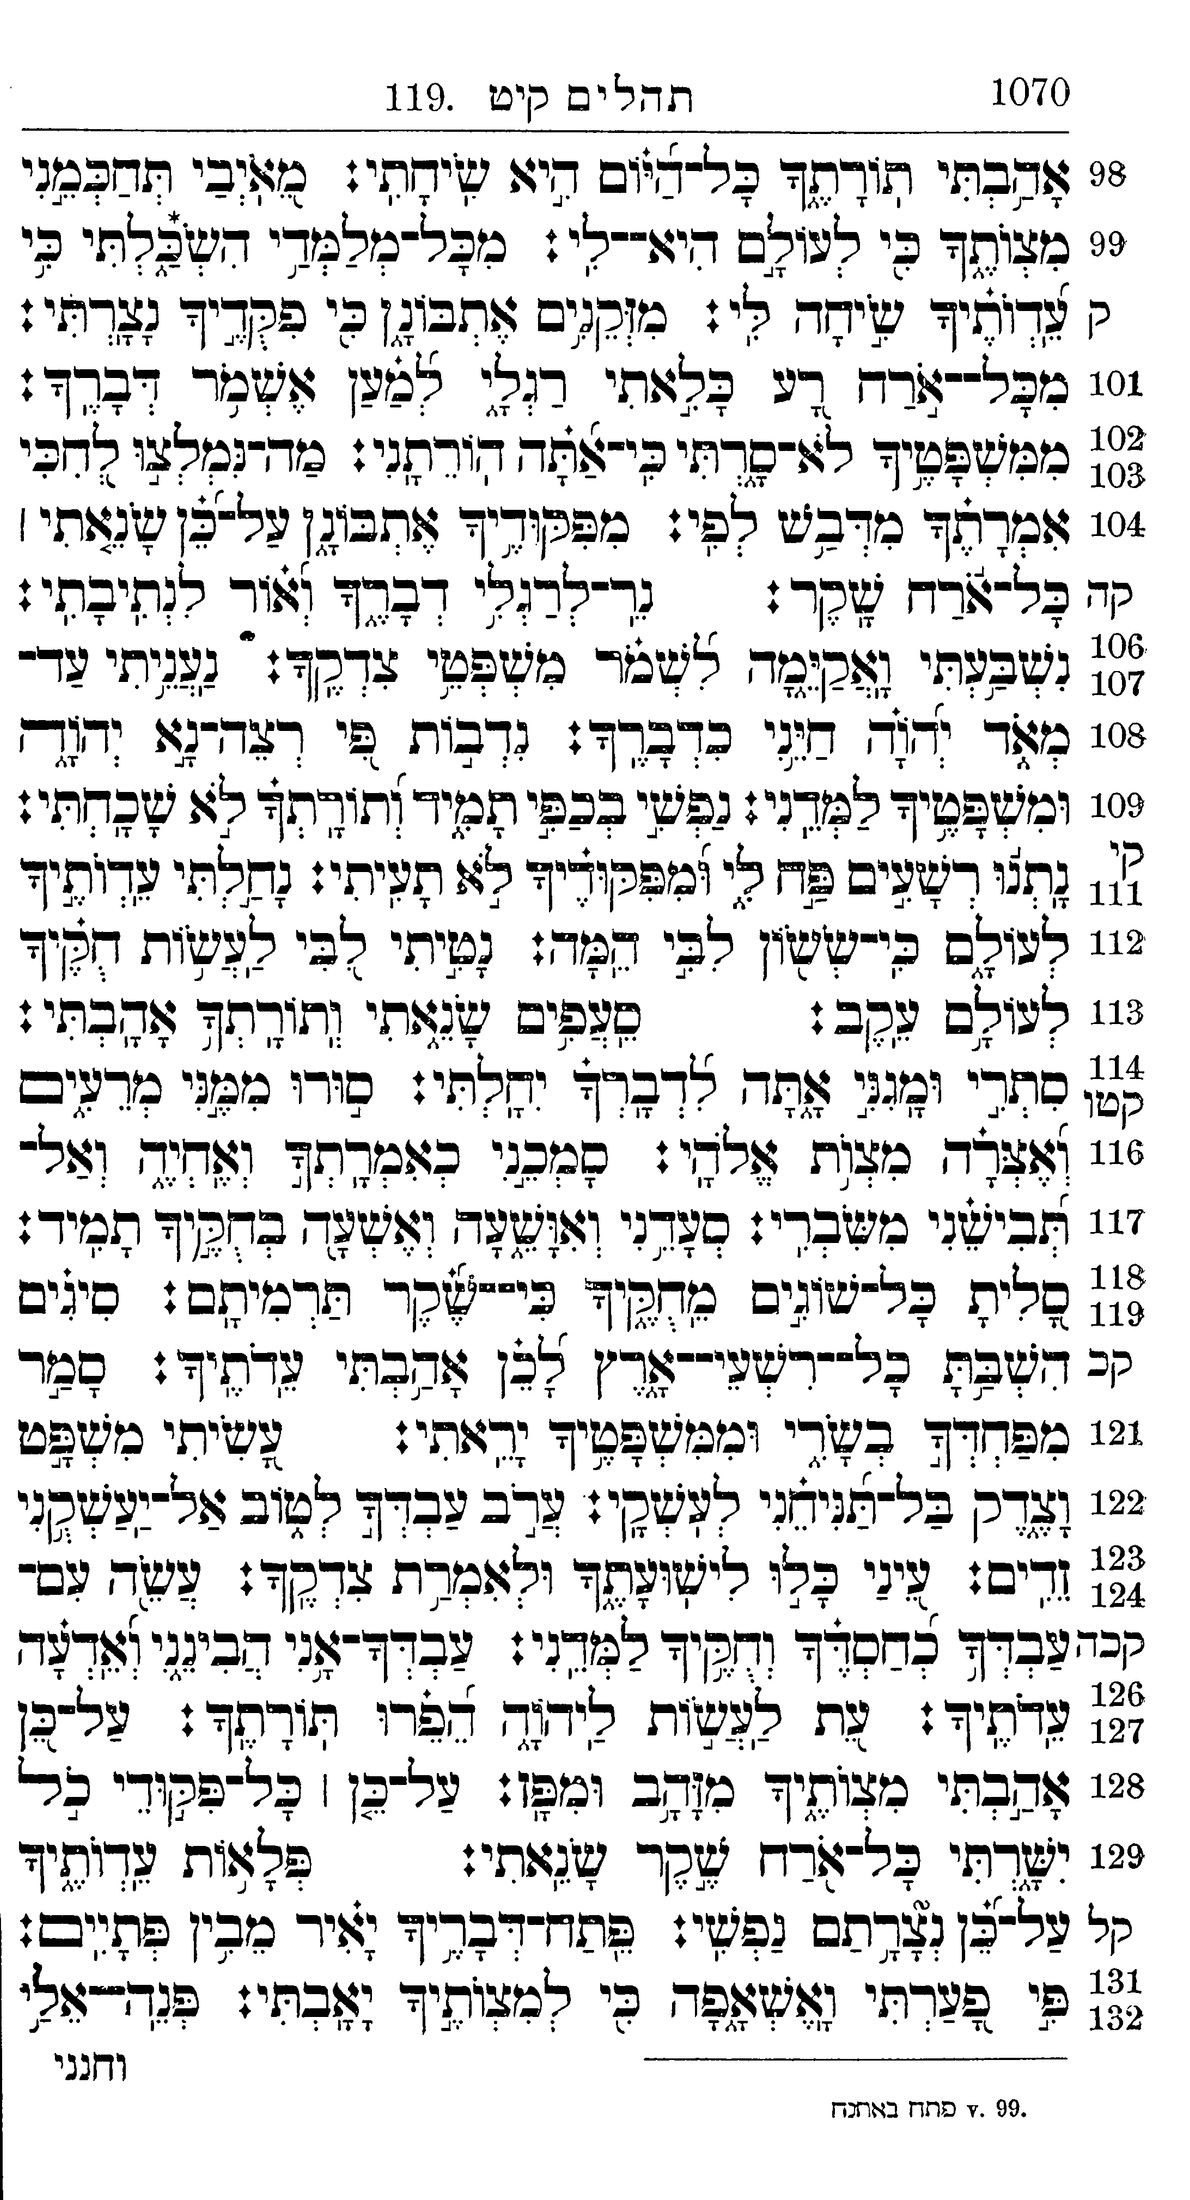 1070 תהלים קיט 119.
98 אָהַבְתִּי תוֹרָתֶךָ כָּל־הַיּוֹם הִיא שִׂיחָתִי׃ מֵאֹיְבַי תְּחַכְּמֵנִי
99 מִצְוֹתֶךָ כִּי לְעוֹלָם הִיא־לִי׃ מִכָּל־מְלַמְּדַי הִשְׂכַּלְתִּי* כִּי
ק עֵדְוֹתֶיךָ שִׂיחָה לִי׃ מִזְּקֵנִים אֶתְבּוֹנָן כִּי פִקֻּדֶיךָ נָצָרְתִּי׃
101 מִכָּל־אֹרַח רָע כָּלִאתִי רַגְלָי לְמַעַן אֶשְׁמֹר דְּבָרֶךָ׃
102 103 מִמִּשְׁפָּטֶיךָ לֹא־סָרְתִּי כִּי־אַתָּה הוֹרֵתָנִי׃ מַה־נִּמְלְצוּ לְחִכִּי
104 אִמְרָתֶךָ מִדְּבַשׁ לְפִי׃ מִפִּקּוּדֶיךָ אֶתְבּוֹנָן עַל־כֵּן שָׂנֵאתִי ׀
קה כָּל־אֹרַח שָׁקֶר׃ נֵר־לְרַגְלִי דְבָרֶךָ וְאוֹר לִנְתִיבָתִי׃
106 107 נִשְׁבַּעְתִּי וָאֲקַיֵּמָה לִשְׁמֹר מִשְׁפְּטֵי צִדְקֶךָ׃ נַעֲנֵיתִי עַד־
108 מְאֹד יְהוָה חַיֵּנִי כִדְבָרֶךָ׃ נִדְבוֹת פִּי רְצֵה־נָא יְהוָה
109 וּמִשְׁפָּטֶיךָ לַמְּדֵנִי׃ נַפְשִׁי בְכַפִּי תָמִיד וְתוֹרָתְךָ לֹא שָׁכָחְתִּי׃
קי 111 נָתְנוּ רְשָׁעִים פַּח לִי וּמִפִּקּוּדֶיךָ לֹא תָעִיתִי׃ נָחַלְתִּי עֵדְוֹתֶיךָ
112 לְעוֹלָם כִּי־שְׂשׂוֹן לִבִּי הֵמָּה׃ נָטִיתִי לִבִּי לַעֲשׂוֹת חֻקֶּיךָ
113 לְעוֹלָם עֵקֶב׃ סֵעֲפִים שָׂנֵאתִי וְתוֹרָתְךָ אָהָבְתִּי׃
114 קטו סִתְרִי וּמָגִנִּי אָתָּה לִדְבָרְךָ יִחָלְתִּי׃ סוּרוּ מִמֶּנִּי מְרֵעִים
116 וְאֶצְּרָה מִצְוֹת אֱלֹהָי׃ סָמְכֵנִי כְאִמְרָתְךָ וְאֶחְיֶה וְאַל־
117 תְּבִישֵׁנִי מִשִּׂבְרִי׃ סְעָדֵנִי וְאִוָּשֵׁעָה וְאֶשְׁעָה בְחֻקֶּיךָ תָמִיד׃
118 119 סָלִיתָ כָּל־שׁוֹגִים מֵחֻקֶּיךָ כִּי־שֶׁקֶר תַּרְמִיתָם׃ סִיגִים
קכ הִשְׁבַּתָּ כָל־רִשְׁעֵי־אָרֶץ לָכֵן אָהַבְתִּי עֵדֹתֶיךָ׃ סָמַר
121 מִפַּחְדְּךָ בְשָׂרִי וּמִמִּשְׁפָּטֶיךָ יָרֵאתִי׃ עָשִׂיתִי מִשְׁפָּט
122 וָצֶדֶק בַּל־תַּנִּיחֵנִי לְעֹשְׁקָי׃ עֲרֹב עַבְדְּךָ לְטוֹב אַל־יַעַשְׁקֻנִי
123 124 זֵדִים׃ עֵינַי כָּלוּ לִישׁוּעָתֶךָ וּלְאִמְרַת צִדְקֶךָ׃ עֲשֵׂה עִם־
קכה עַבְדְּךָ כְחַסְדֶּךָ וְחֻקֶּיךָ לַמְּדֵנִי׃ עַבְדְּךָ־אָנִי הֲבִינֵנִי וְאֵדְעָה
126 127 עֵדֹתֶיךָ׃ עֵת לַעֲשׂוֹת לַיהוָה הֵפֵרוּ תּוֹרָתֶךָ׃ עַל־כֵּן
128 אָהַבְתִּי מִצְוֹתֶיךָ מִזָּהָב וּמִפָּז׃ עַל־כֵּן ׀ כָּל־פִּקּוּדֵי כֹל
129 יִשָּׁרְתִּי כָּל־אֹרַח שֶׁקֶר שָׂנֵאתִי׃ פְּלָאוֹת עֵדְוֹתֶיךָ
קל עַל־כֵּן נְצָרָתַם נַפְשִׁי׃ פֵּתַח־דְּבָרֶיךָ יָאִיר מֵבִין פְּתָיִים׃
131 132 פִּי פָעַרְתִּי וָאֶשְׁאָפָה כִּי לְמִצְוֹתֶיךָ יָאָבְתִּי׃ פְּנֵה־אֵלַי
וחנני
v. 99. פתח באתנח